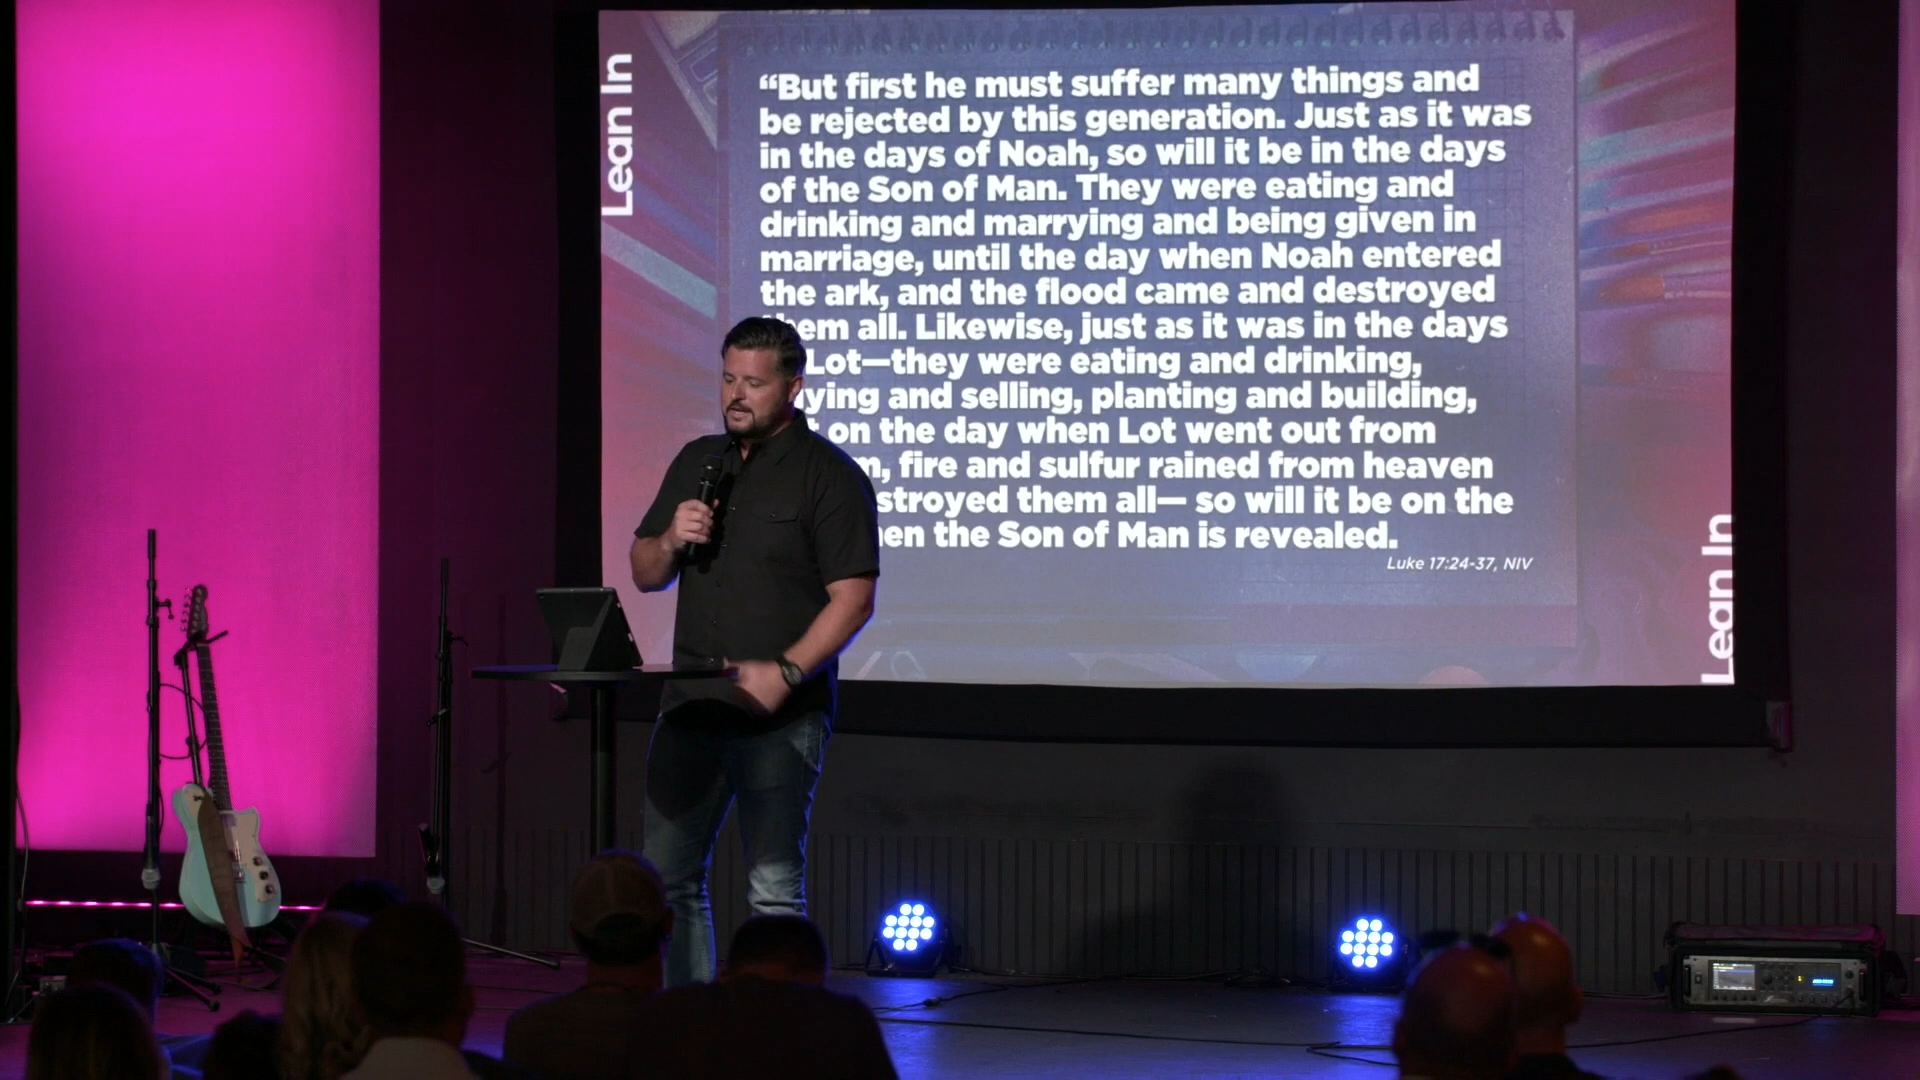 Lean In
“But first he must suffer many things and
be rejected by this generation. Just as it was
in the days of Noah, so will it be in the days
of the Son of Man. They were eating and
drinking and marrying and being given in
marriage, until the day when Noah entered
the ark, and the flood came and destroyed
them all. Likewise, just as it was in the days
Lot—they were eating and drinking,
and selling, planting and building,
on the day when Lot went out from
fire and sulfur rained from heaven
them all— so will it be on the
the Son of Man is revealed.
Luke 17:24-37, NIV
Lean In